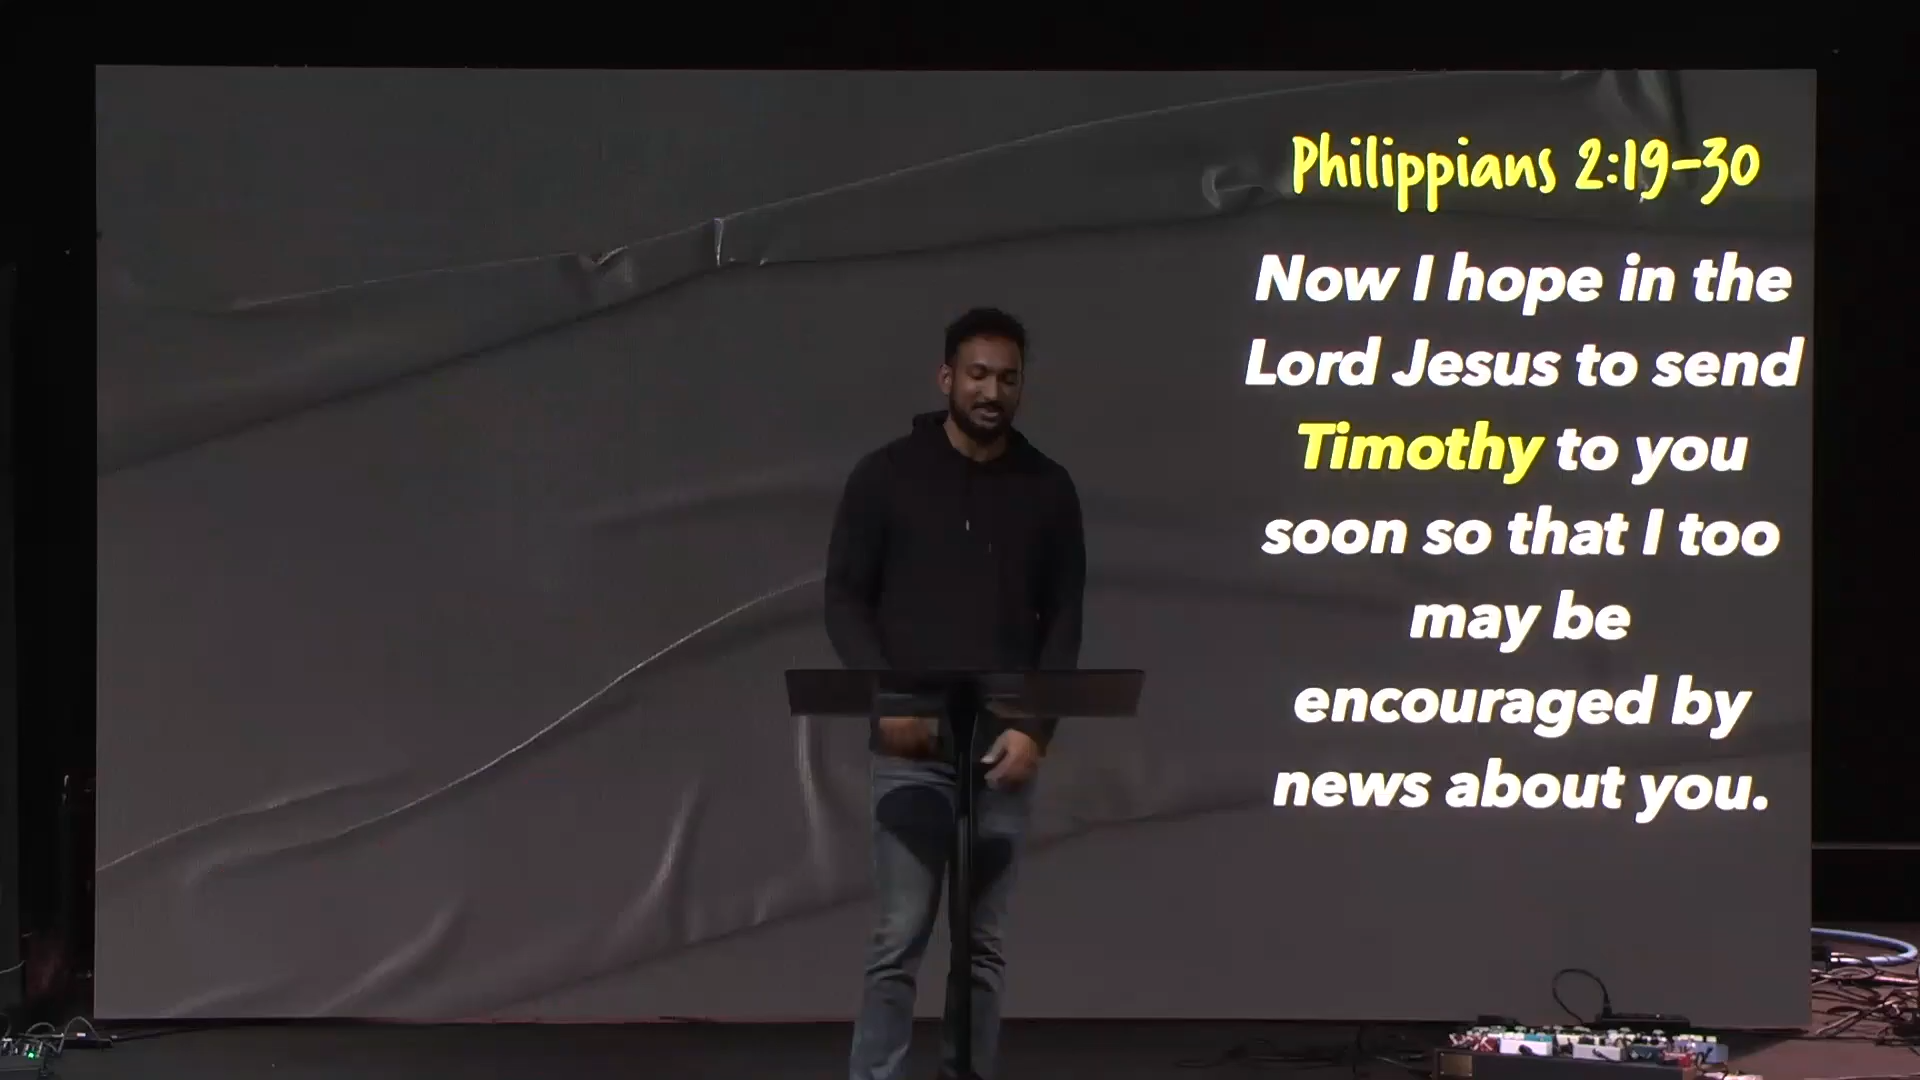 Philippians 2:19-30
Now I hope in the
Lord Jesus to send
Timothy to you
soon so that I too
may be
encouraged by
news about you.